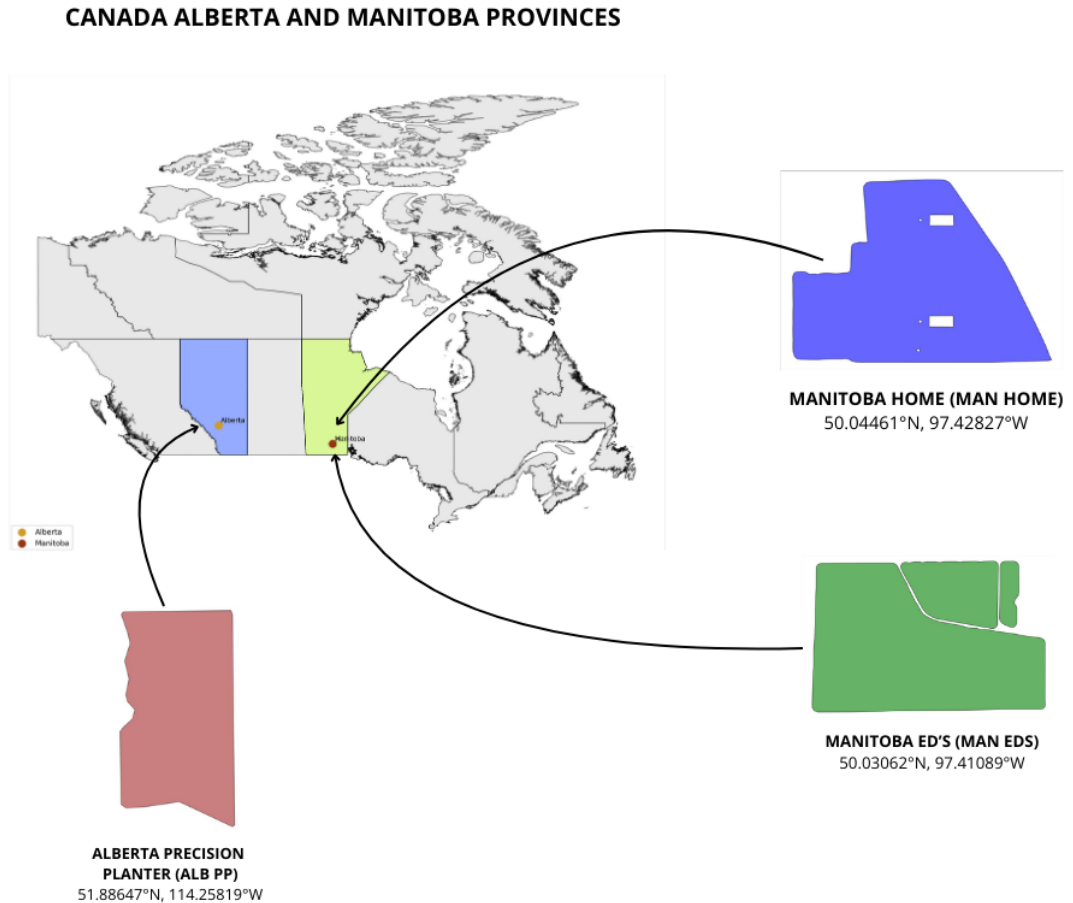 CANADA ALBERTA AND MANITOBA PROVINCES
Alberta
Manitoba
Alberta
Manitoba
MANITOBA HOME (MAN HOME)
50.04461°N, 97.42827°W
MANITOBA ED'S (MAN EDS)
50.03062°N, 97.41089°W
ALBERTA PRECISION
PLANTER (ALB PP)
51.88647°N, 114.25819°W